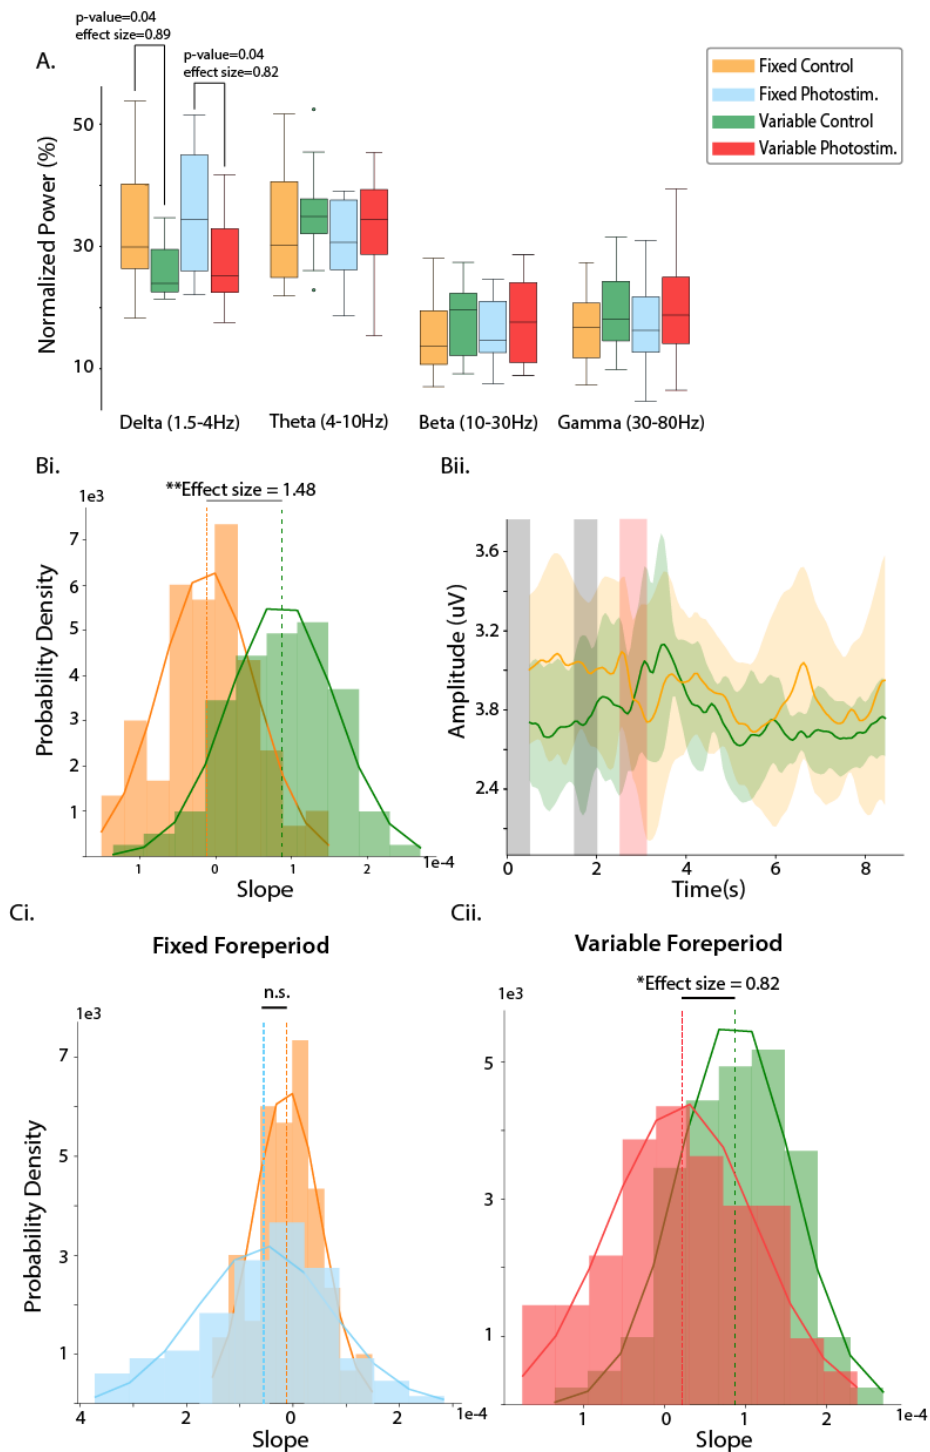 p-value=0.04
effect size=0.89
p-value=0.04
effect size=0.82
A.
Fixed Control
Fixed Photostim.
Variable Control
Variable Photostim.
Normalized Power (%)
50
30
10
Delta (1.5-4Hz)
Theta (4-10Hz)
Beta (10-30Hz)
Gamma (30-80Hz)
Bi.
**Effect size = 1.48
1e3
Probability Density
7
6
5
4
3
2
1
1
0
1
2
1e-4
Slope
Bii.
Amplitude (uV)
3.6
3.2
3.8
2.4
0
2
4
6
8
Time(s)
Ci.
Fixed Foreperiod
n.s.
1e3
Probability Density
7
5
3
1
4
2
0
2
1e-4
Slope
Cii.
Variable Foreperiod
*Effect size = 0.82
1e3
5
3
1
1
0
1
2
1e-4
Slope